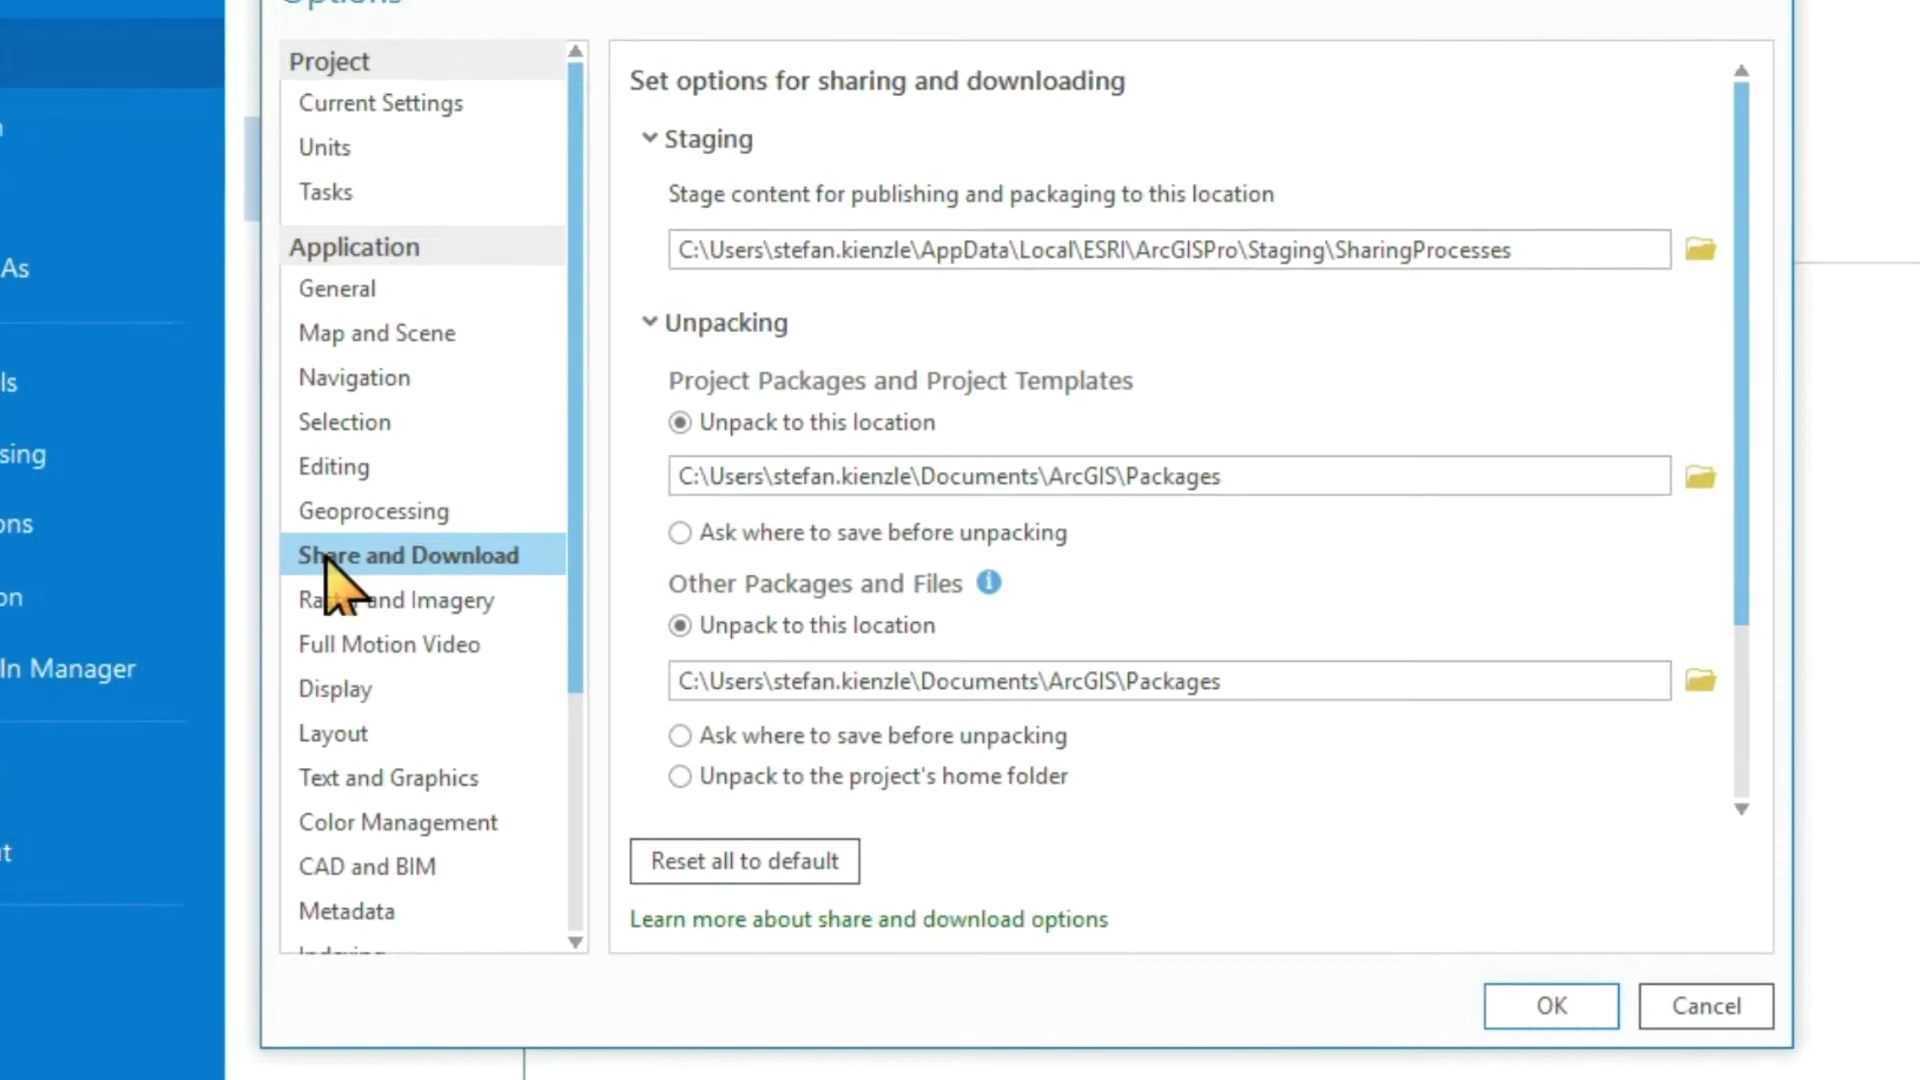 Options
Project
Current Settings
Units
Tasks
Application
General
Map and Scene
Navigation
Selection
Editing
Geoprocessing
Share and Download
Raster and Imagery
Full Motion Video
Display
Layout
Text and Graphics
Color Management
CAD and BIM
Metadata
Indexing
Set options for sharing and downloading
Staging
Stage content for publishing and packaging to this location
C:\Users\stefan.kienzle\AppData\Local\ESRI\ArcGISPro\Staging\SharingProcesses
Unpacking
Project Packages and Project Templates
Unpack to this location
C:\Users\stefan.kienzle\Documents\ArcGIS\Packages
Ask where to save before unpacking
Other Packages and Files
Unpack to this location
C:\Users\stefan.kienzle\Documents\ArcGIS\Packages
Ask where to save before unpacking
Unpack to the project's home folder
Reset all to default
Learn more about share and download options
OK
Cancel
As
ls
sing
ons
on
In Manager
t